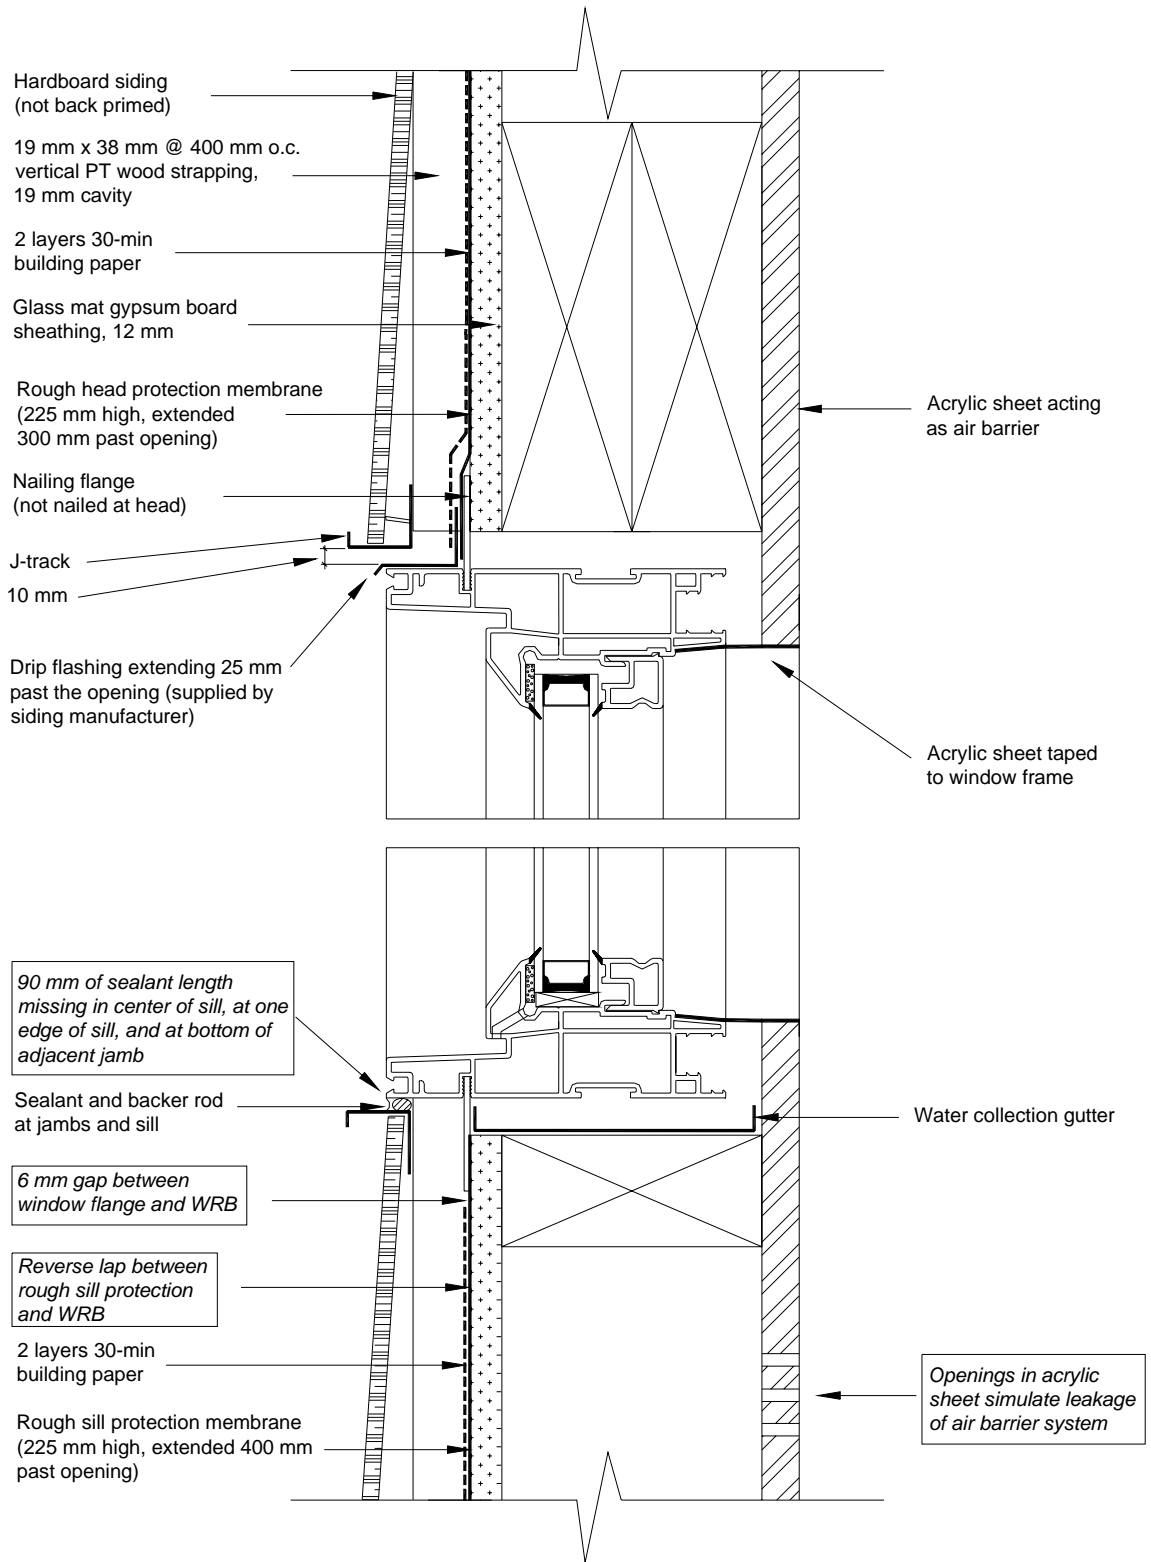 Hardboard siding
(not back primed)
19 mm x 38 mm @ 400 mm o.c.
vertical PT wood strapping,
19 mm cavity
2 layers 30-min
building paper
Glass mat gypsum board
sheathing, 12 mm
Rough head protection membrane
(225 mm high, extended
300 mm past opening)
Nailing flange
(not nailed at head)
J-track
10 mm
Drip flashing extending 25 mm
past the opening (supplied by
siding manufacturer)
Acrylic sheet acting
as air barrier
Acrylic sheet taped
to window frame
90 mm of sealant length
missing in center of sill, at one
edge of sill, and at bottom of
adjacent jamb
Sealant and backer rod
at jambs and sill
6 mm gap between
window flange and WRB
Reverse lap between
rough sill protection
and WRB
2 layers 30-min
building paper
Rough sill protection membrane
(225 mm high, extended 400 mm
past opening)
Water collection gutter
Openings in acrylic
sheet simulate leakage
of air barrier system